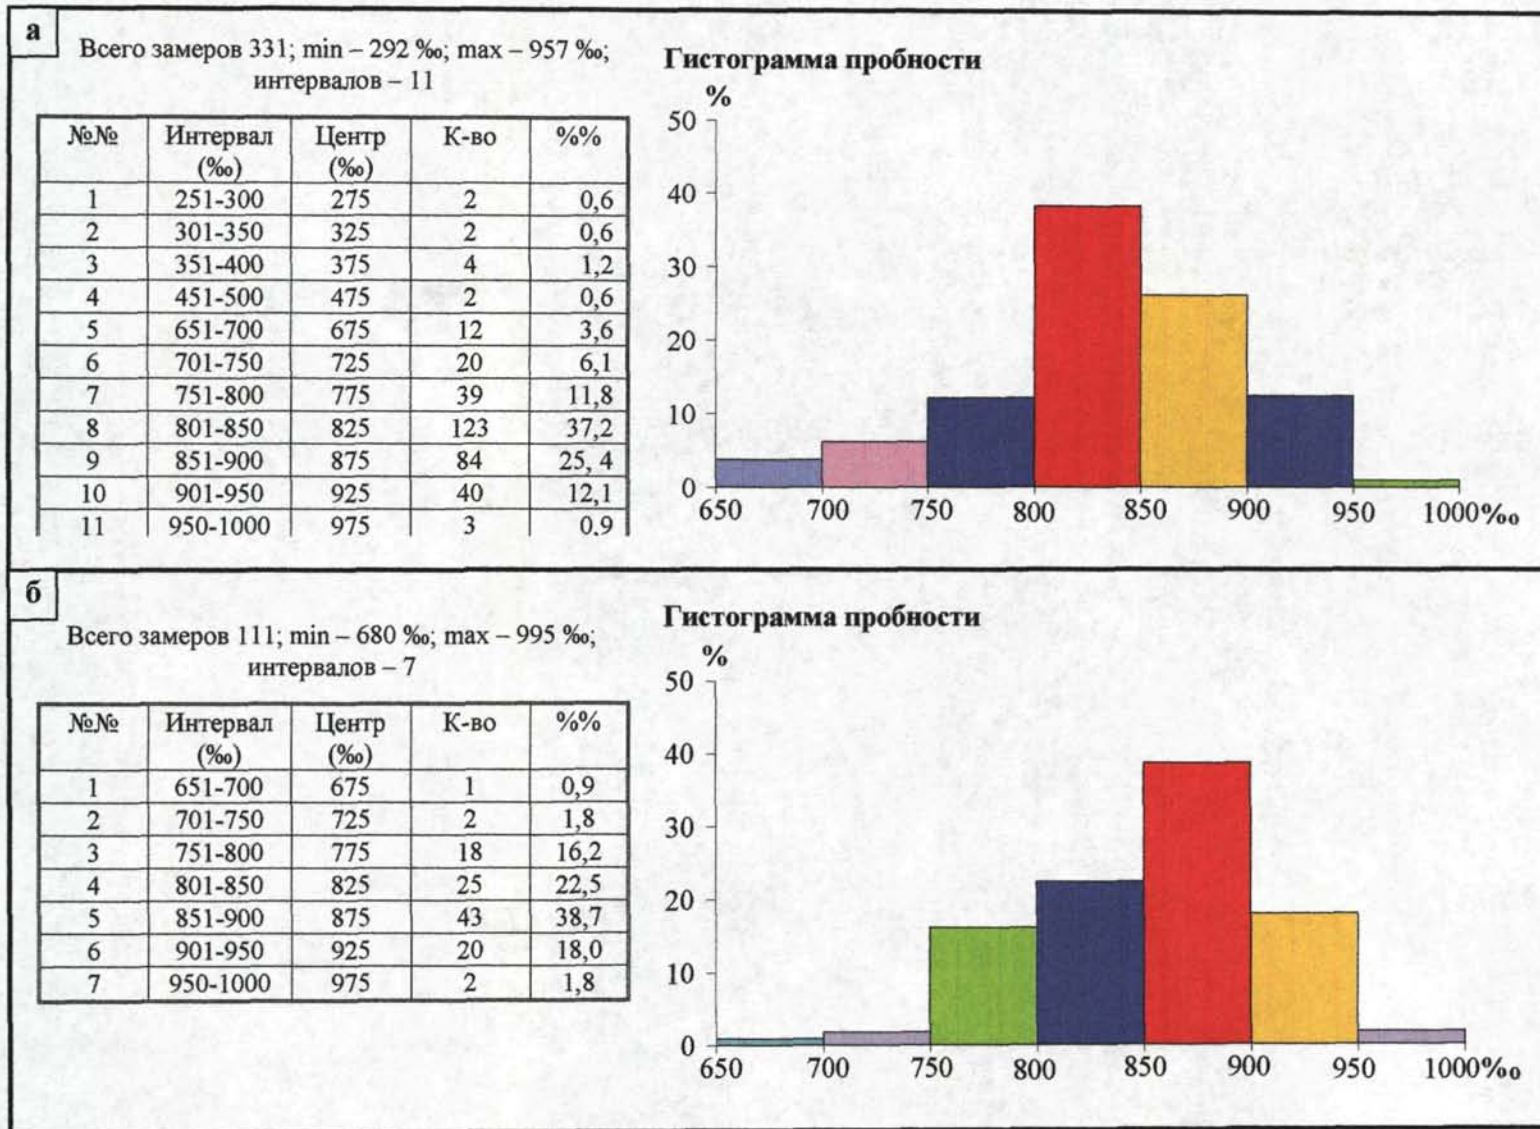 а
Всего замеров 331; min – 292 ‰; max – 957 ‰;
интервалов – 11
№№ Интервал (‰) Центр (‰) К-во %%
1 251-300 275 2 0,6
2 301-350 325 2 0,6
3 351-400 375 4 1,2
4 451-500 475 2 0,6
5 651-700 675 12 3,6
6 701-750 725 20 6,1
7 751-800 775 39 11,8
8 801-850 825 123 37,2
9 851-900 875 84 25, 4
10 901-950 925 40 12,1
11 950-1000 975 3 0,9
Гистограмма пробности
%
50
40
30
20
10
0
650 700 750 800 850 900 950 1000‰
б
Всего замеров 111; min – 680 ‰; max – 995 ‰;
интервалов – 7
№№ Интервал (‰) Центр (‰) К-во %%
1 651-700 675 1 0,9
2 701-750 725 2 1,8
3 751-800 775 18 16,2
4 801-850 825 25 22,5
5 851-900 875 43 38,7
6 901-950 925 20 18,0
7 950-1000 975 2 1,8
Гистограмма пробности
%
50
40
30
20
10
0
650 700 750 800 850 900 950 1000‰